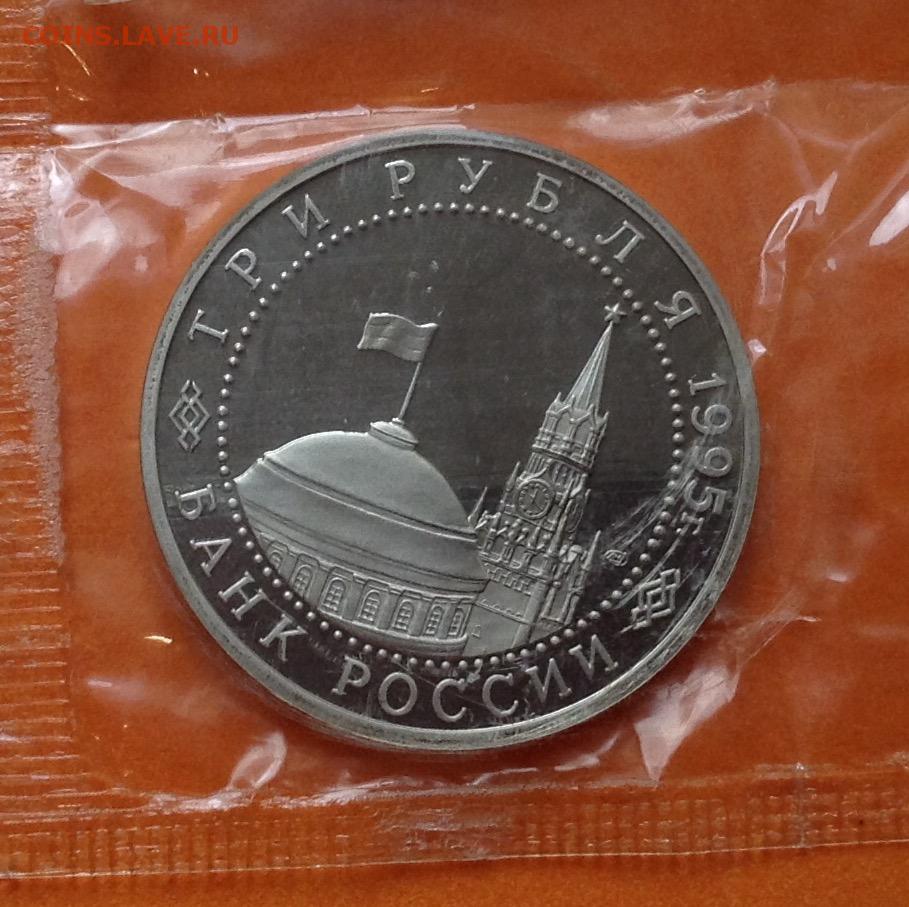 COINS.LAVE.RU
ТРИ РУБЛЯ 1995 г.
БАНК РОССИИ